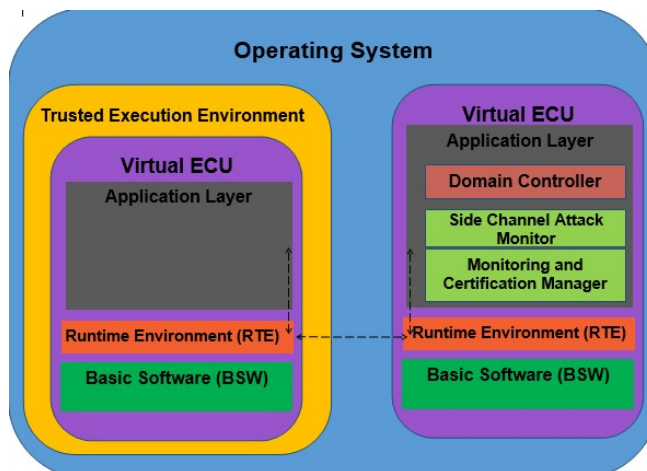 Operating System
Trusted Execution Environment
Virtual ECU
Application Layer
Runtime Environment (RTE)
Basic Software (BSW)
Virtual ECU
Application Layer
Domain Controller
Side Channel Attack
Monitor
Monitoring and
Certification Manager
Runtime Environment (RTE)
Basic Software (BSW)